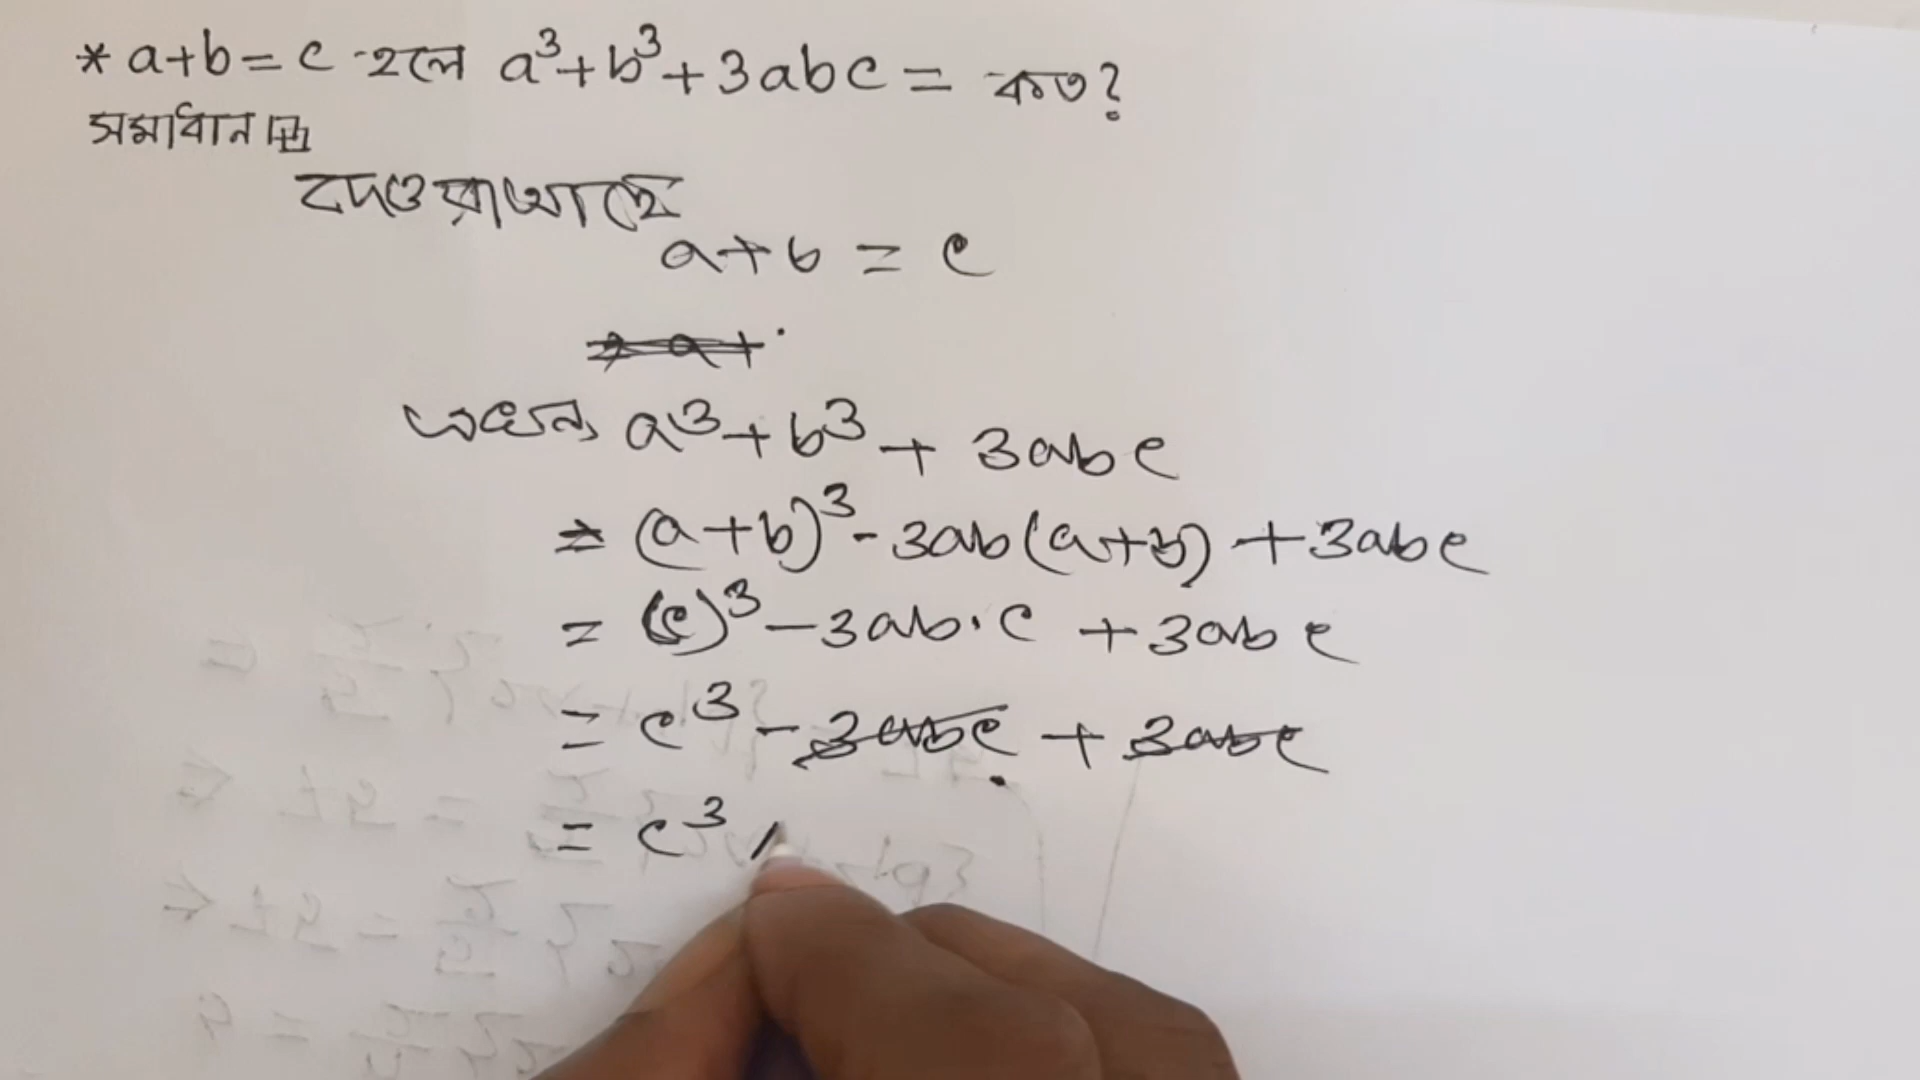 * a+b=c হলে a³+b³+3abc = কত?
সমাধান
দেওয়া আছে
a+b = c
a³+b³ + 3abc
= (a+b)³ - 3ab(a+b) + 3abc
= (c)³ - 3ab.c + 3abc
= c³ - 3abc + 3abc
= c³